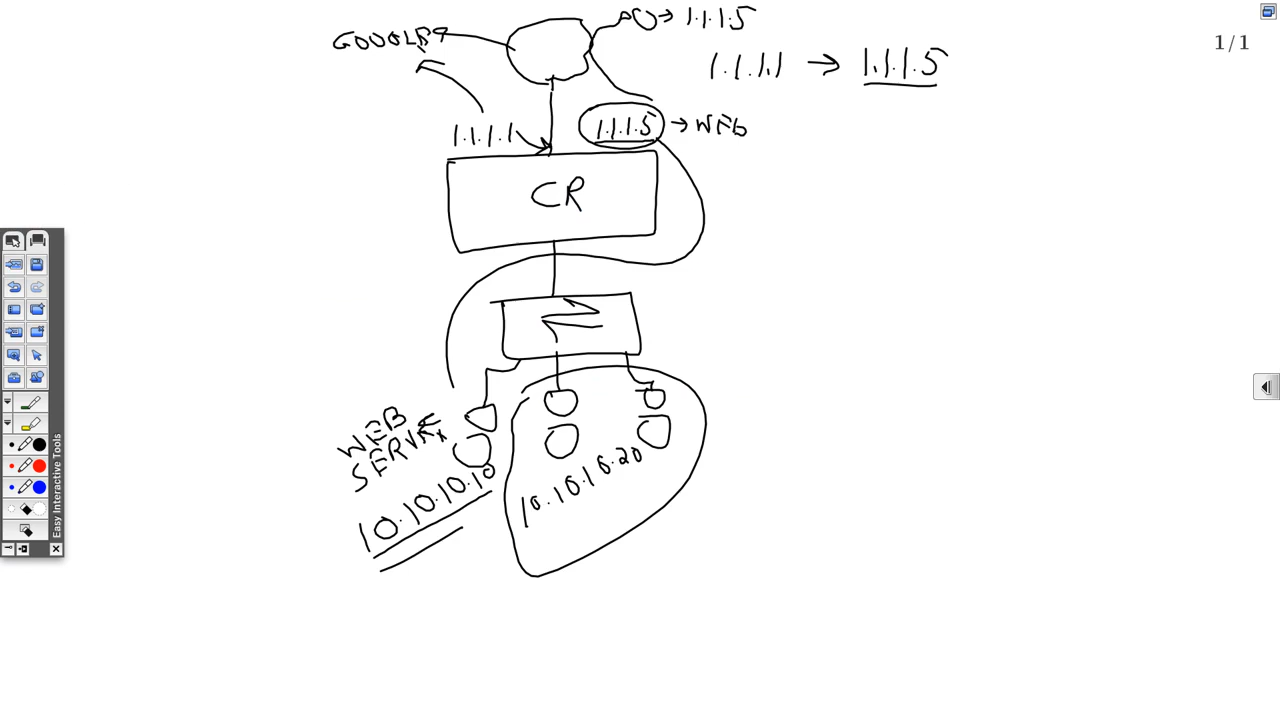 → 1.1.1.5
GOOGLE
1.1.1.1 → 1.1.1.5
1/1
1.1.1.1
1.1.1.5 → WEB
CR
WEB
SERVER
10.10.10.10
10.10.10.20
Easy Interactive Tools